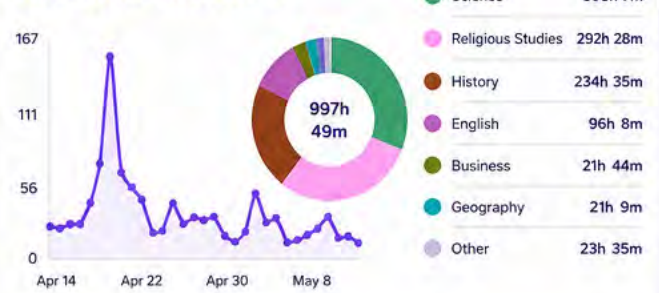 167
111
56
0
Apr 14
Apr 22
Apr 30
May 8
997h
49m
Religious Studies 292h 28m
History 234h 35m
English 96h 8m
Business 21h 44m
Geography 21h 9m
Other 23h 35m